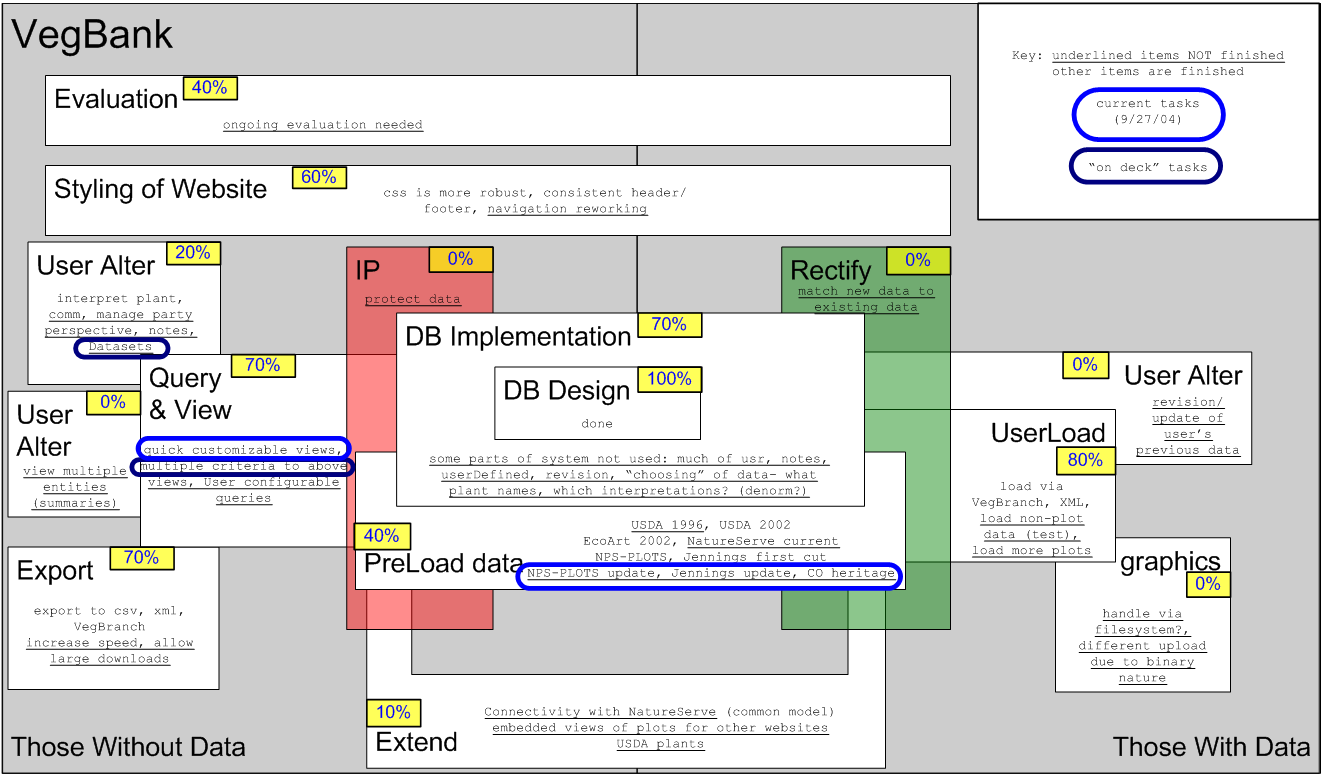 VegBank
Key: underlined items NOT finished
other items are finished
current tasks
(9/27/04)
"on deck" tasks
Evaluation
40%
ongoing evaluation needed
Styling of Website
60%
css is more robust, consistent header/
footer, navigation reworking
User Alter
20%
interpret plant,
comm, manage party
perspective, notes,
Datasets
IP
0%
protect data
Rectify
0%
match new data to
existing data
DB Implementation
70%
DB Design
100%
done
some parts of system not used: much of usr, notes,
userDefined, revision, "choosing" of data- what
plant names, which interpretations? (denorm?)
Query
& View
70%
quick customizable views,
multiple criteria to above
views, User configurable
queries
User
Alter
0%
view multiple
entities
(summaries)
0%
User Alter
revision/
update of
user's
previous data
UserLoad
80%
load via
VegBranch, XML,
load non-plot
data (test),
load more plots
40%
PreLoad data
USDA 1996, USDA 2002
EcoArt 2002, NatureServe current
NPS-PLOTS, Jennings first cut
NPS-PLOTS update, Jennings update, CO heritage
Export
70%
export to csv, xml,
VegBranch
increase speed, allow
large downloads
graphics
0%
handle via
filesystem?,
different upload
due to binary
nature
10%
Extend
Connectivity with NatureServe (common model)
embedded views of plots for other websites
USDA plants
Those Without Data
Those With Data